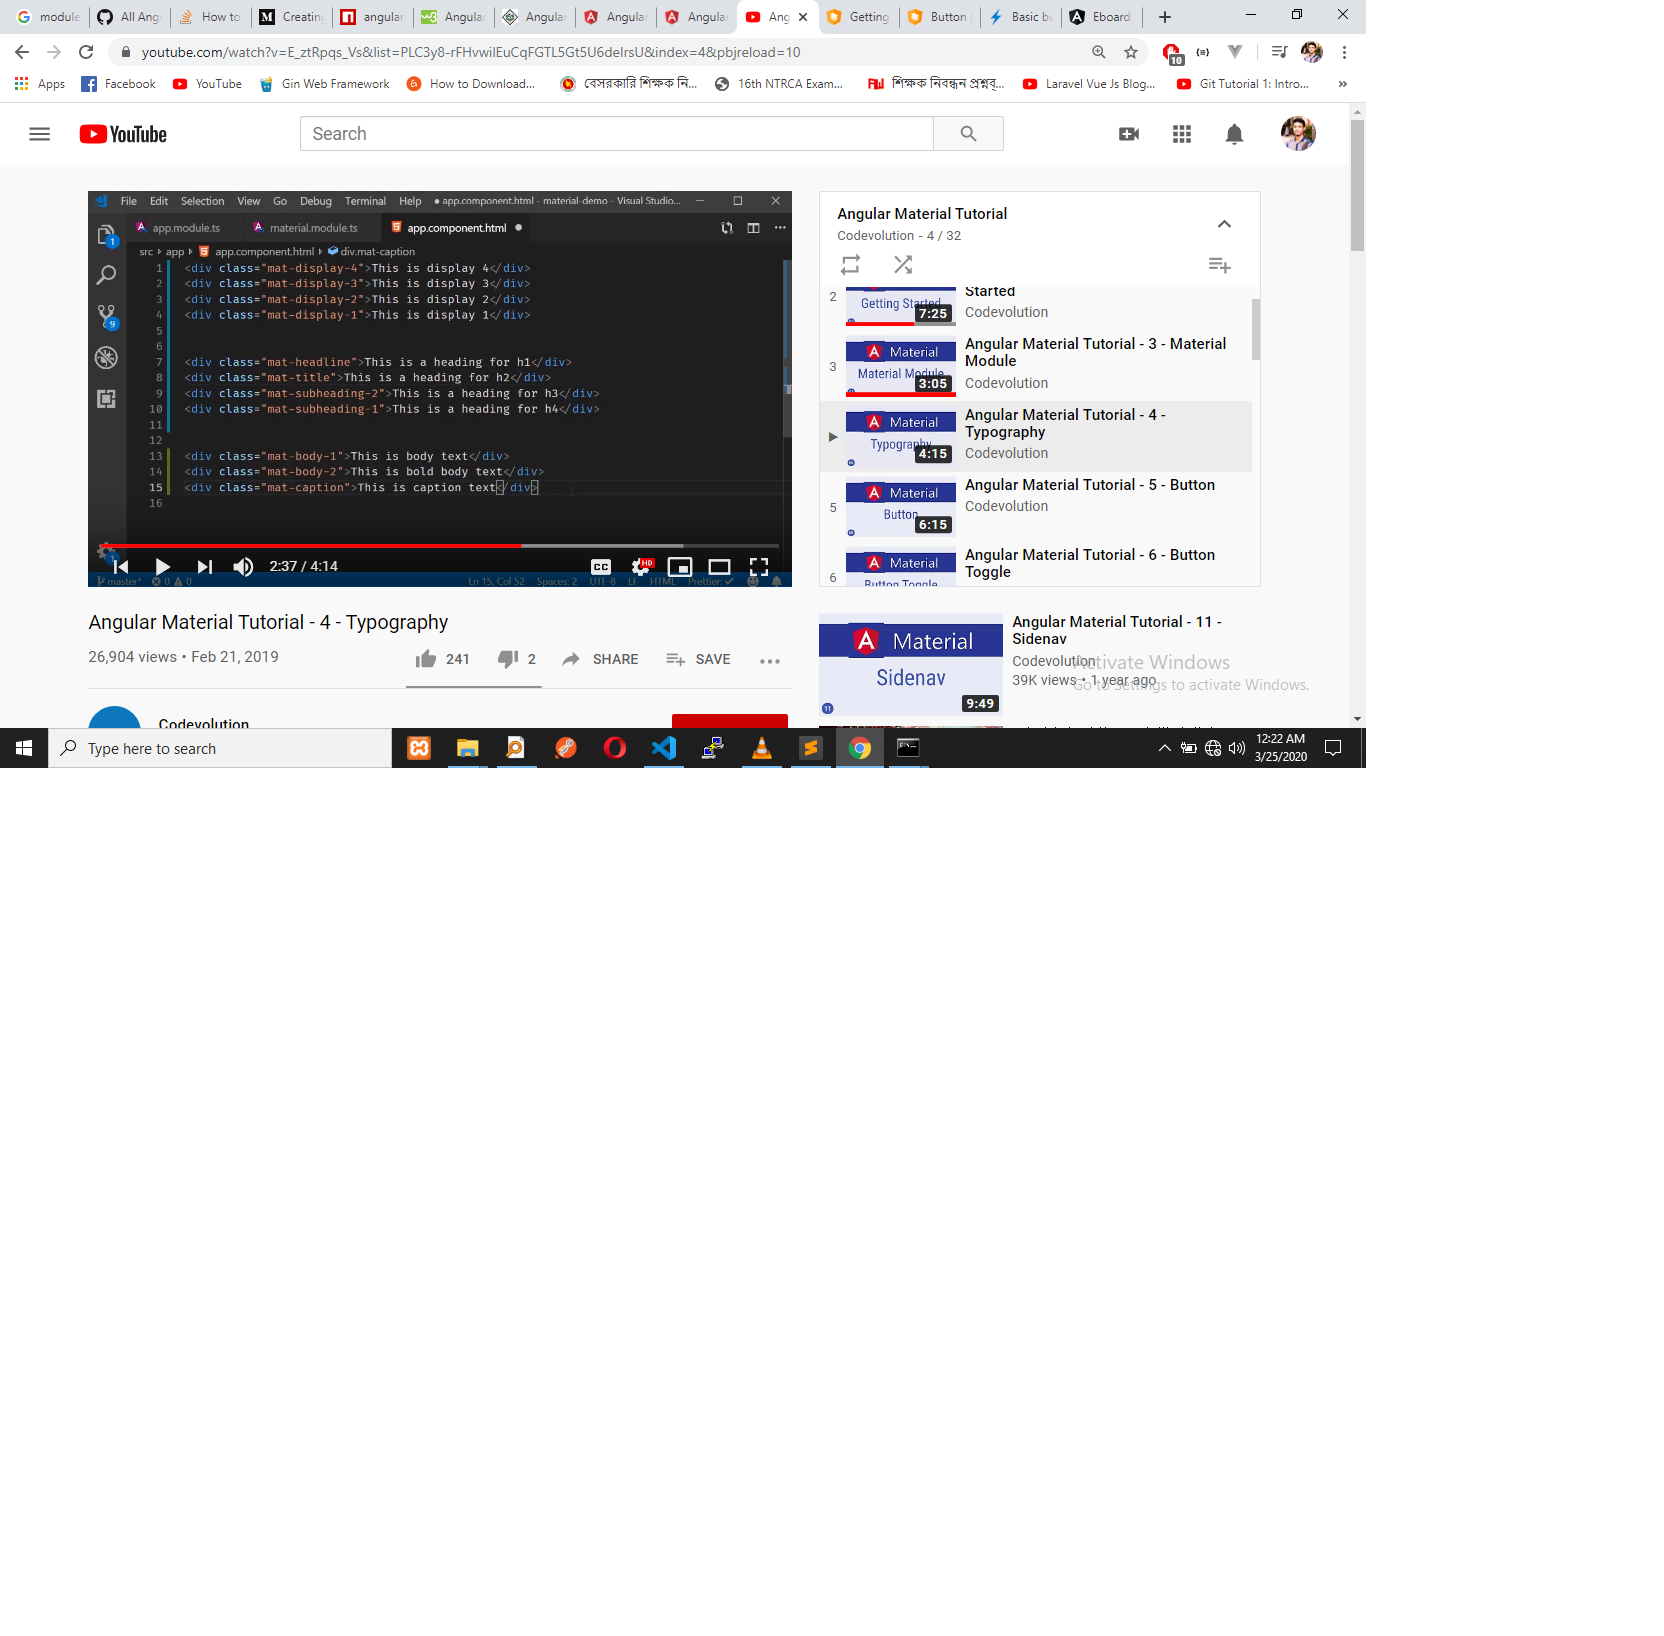 module
All Ang
How to
Creating
angular
Angular
Angular
Angular
Angular
Ang
Getting
Button
Basic bu
Eboard
youtube.com/watch?v=E_ztRpqs_Vs&list=PLC3y8-rFHvwilEuCqFGTL5Gt5U6deIrsU&index=4&pbjreload=10
10
Apps
Facebook
YouTube
Gin Web Framework
How to Download...
বেসরকারি শিক্ষক নি...
16th NTRCA Exam...
শিক্ষক নিবন্ধন প্রশ্নব্...
Laravel Vue Js Blog...
Git Tutorial 1: Intro...
YouTube
Search
File Edit Selection View Go Debug Terminal Help
● app.component.html - material-demo - Visual Studio...
app.module.ts
material.module.ts
app.component.html
src
app
app.component.html
div.mat-caption
1 <div class="mat-display-4">This is display 4</div>
2 <div class="mat-display-3">This is display 3</div>
3 <div class="mat-display-2">This is display 2</div>
4 <div class="mat-display-1">This is display 1</div>
5
6
7 <div class="mat-headline">This is a heading for h1</div>
8 <div class="mat-title">This is a heading for h2</div>
9 <div class="mat-subheading-2">This is a heading for h3</div>
10 <div class="mat-subheading-1">This is a heading for h4</div>
11
12
13 <div class="mat-body-1">This is body text</div>
14 <div class="mat-body-2">This is bold body text</div>
15 <div class="mat-caption">This is caption text</div>
16
1
9
2:37 / 4:14
CC
HD
master*
0
0
Ln 15, Col 52
Spaces: 2
UTF-8
LF
HTML
Prettier: ✓
Angular Material Tutorial - 4 - Typography
26,904 views • Feb 21, 2019
241
2
SHARE
SAVE
Codevolution
Angular Material Tutorial
Codevolution - 4 / 32
2
Getting Started
7:25
Started
Codevolution
3
Material
Material Module
3:05
Angular Material Tutorial - 3 - Material
Module
Codevolution
Material
Typography
4:15
Angular Material Tutorial - 4 -
Typography
Codevolution
5
Material
Button
6:15
Angular Material Tutorial - 5 - Button
Codevolution
6
Material
Button Toggle
Angular Material Tutorial - 6 - Button
Toggle
Material
Sidenav
11
9:49
Angular Material Tutorial - 11 -
Sidenav
Codevolution
39K views • 1 year ago
Activate Windows
Go to Settings to activate Windows.
Type here to search
12:22 AM
3/25/2020